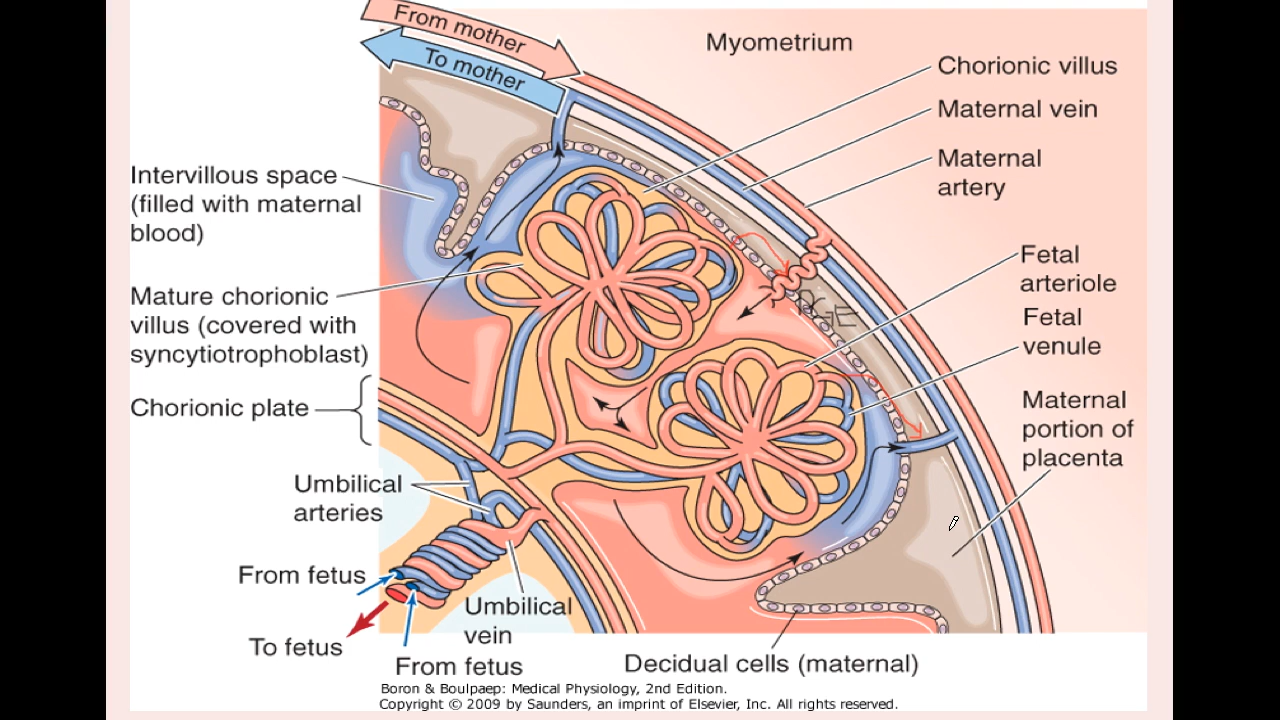 From mother
To mother
Myometrium
Chorionic villus
Maternal vein
Maternal
artery
Intervillous space
(filled with maternal
blood)
Fetal
arteriole
Mature chorionic
villus (covered with
syncytiotrophoblast)
PGE
Fetal
venule
Chorionic plate
Maternal
portion of
placenta
Umbilical
arteries
From fetus
Umbilical
vein
To fetus
From fetus
Decidual cells (maternal)
Boron & Boulpaep: Medical Physiology, 2nd Edition.
Copyright © 2009 by Saunders, an imprint of Elsevier, Inc. All rights reserved.